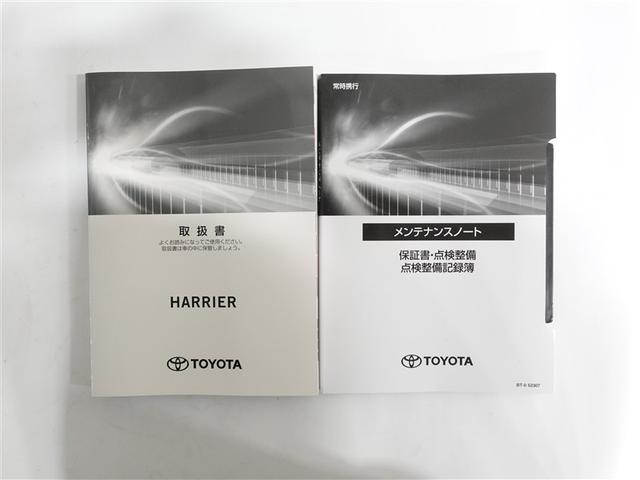 取扱書
よくお読みになってご使用ください。
取扱書は車の中に保管しましょう。
HARRIER
TOYOTA
常時携行
メンテナンスノート
保証書・点検整備
点検整備記録簿
TOYOTA